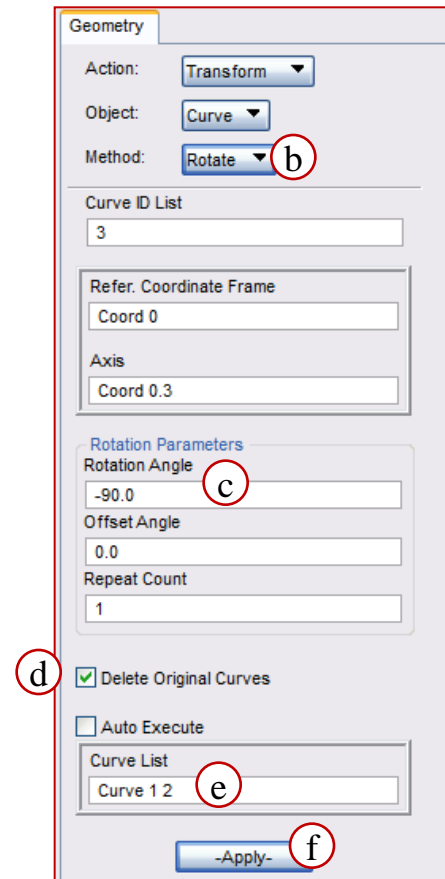 Geometry
Action: Transform
Object: Curve
Method: Rotate b
Curve ID List
3
Refer. Coordinate Frame
Coord 0
Axis
Coord 0.3
Rotation Parameters
Rotation Angle
c
-90.0
Offset Angle
0.0
Repeat Count
1
d Delete Original Curves
Auto Execute
Curve List
Curve 1 2 e
-Apply- f